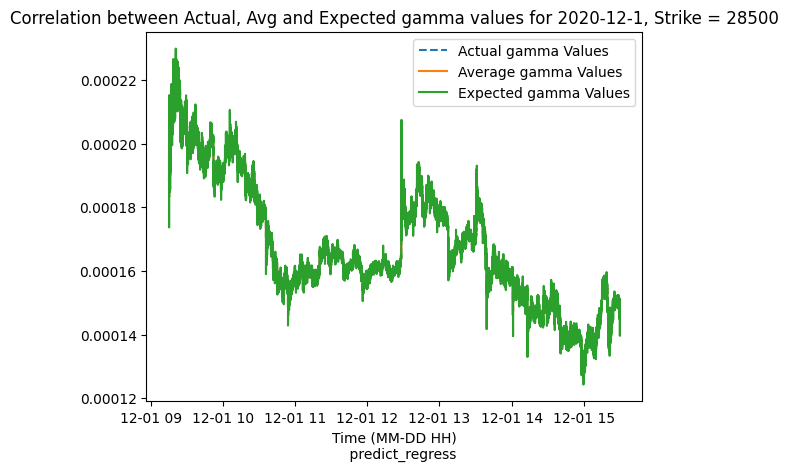 Correlation between Actual, Avg and Expected gamma values for 2020-12-1, Strike = 28500
Actual gamma Values
Average gamma Values
Expected gamma Values
0.00022
0.00020
0.00018
0.00016
0.00014
0.00012
12-01 09 12-01 10 12-01 11 12-01 12 12-01 13 12-01 14 12-01 15
Time (MM-DD HH)
predict_regress